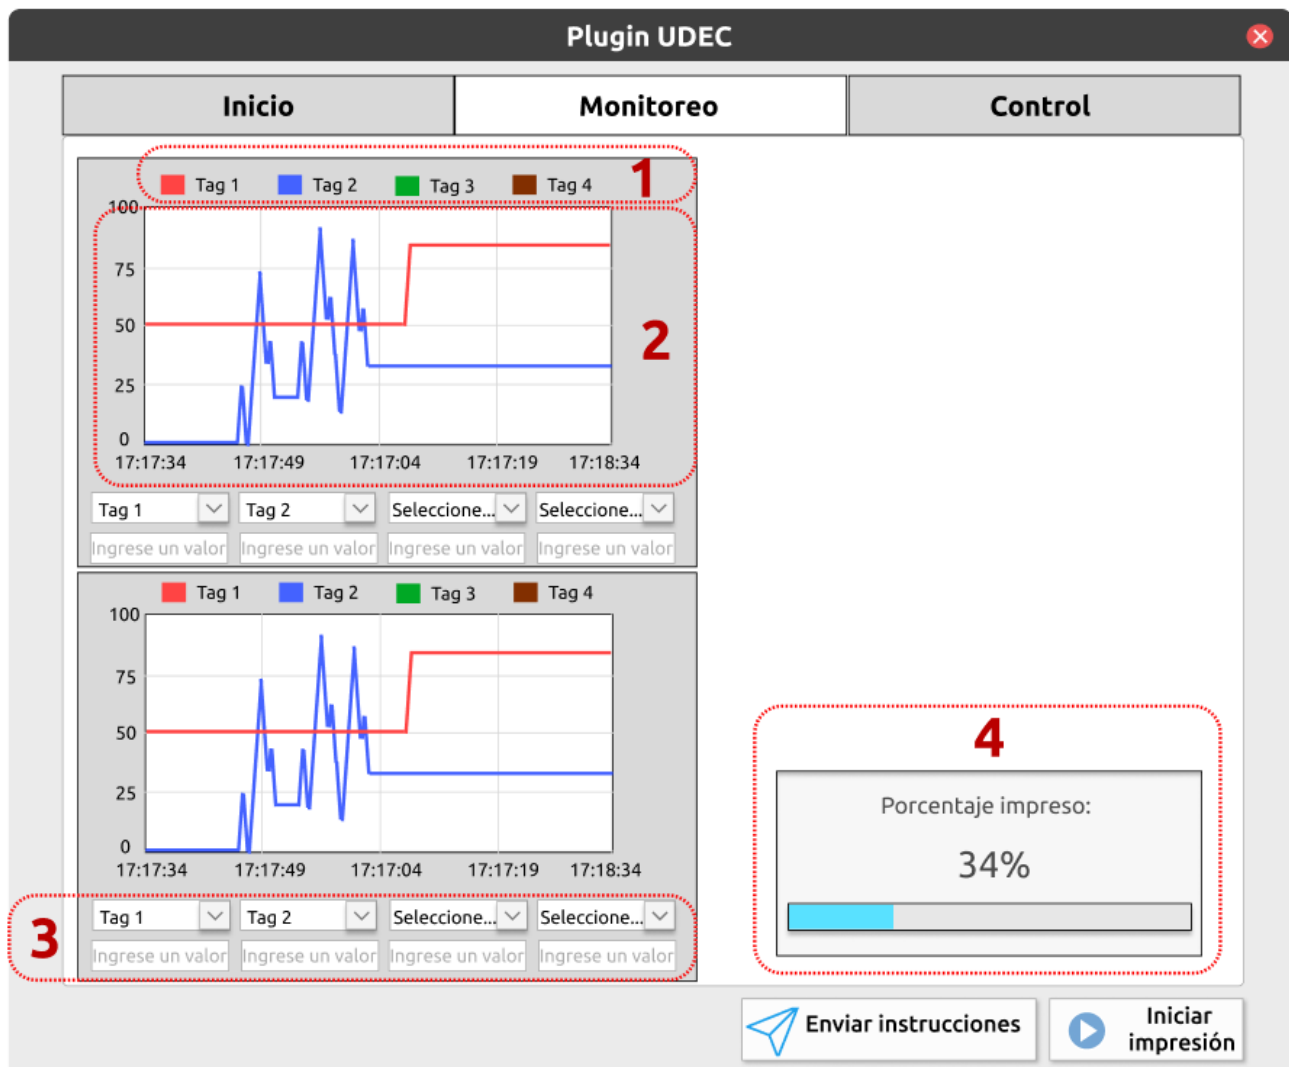 Plugin UDEC
Inicio Monitoreo Control
Tag 1 Tag 2 Tag 3 Tag 4 1
100
75
50
25
0
2
17:17:34 17:17:49 17:17:04 17:17:19 17:18:34
Tag 1 Tag 2 Seleccione... Seleccione...
Ingrese un valor Ingrese un valor Ingrese un valor Ingrese un valor
Tag 1 Tag 2 Tag 3 Tag 4
100
75
50
25
0
17:17:34 17:17:49 17:17:04 17:17:19 17:18:34
3
Tag 1 Tag 2 Seleccione... Seleccione...
Ingrese un valor Ingrese un valor Ingrese un valor Ingrese un valor
4
Porcentaje impreso:
34%
Enviar instrucciones
Iniciar
impresión